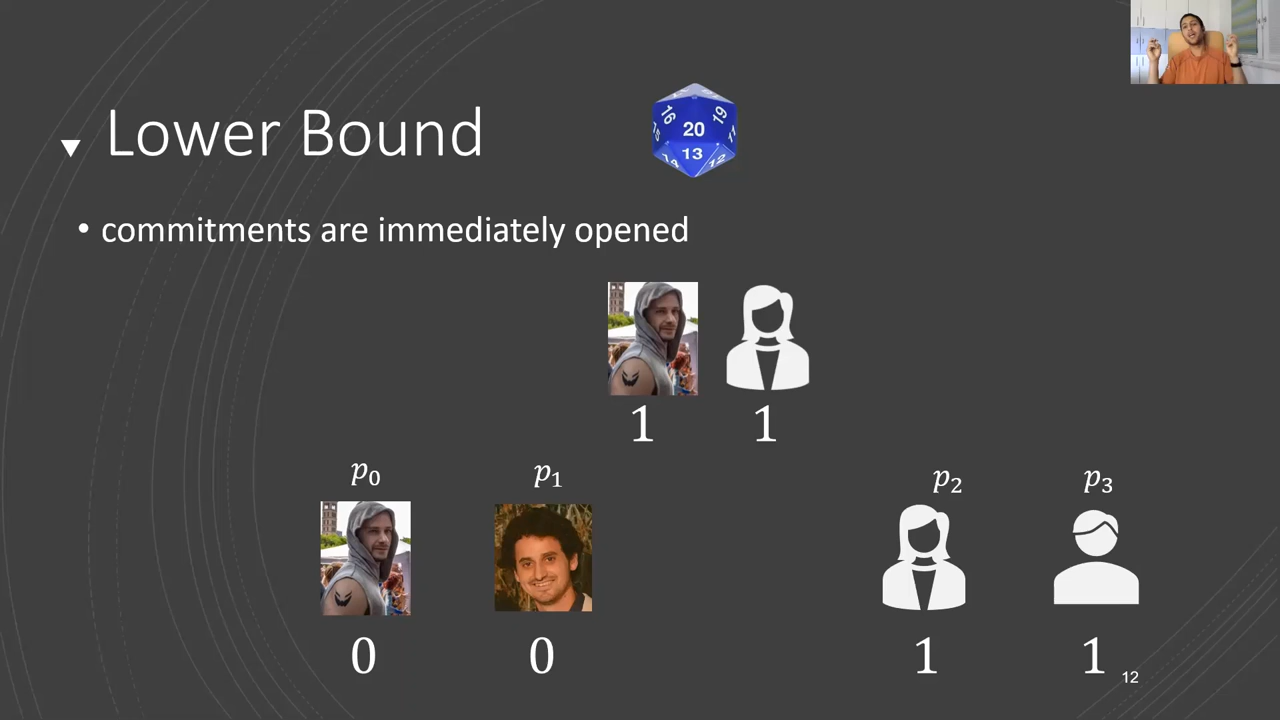 Lower Bound
16 19 20 13 12
• commitments are immediately opened
1 1
p₀ p₁ p₂ p₃
0 0 1 1
12